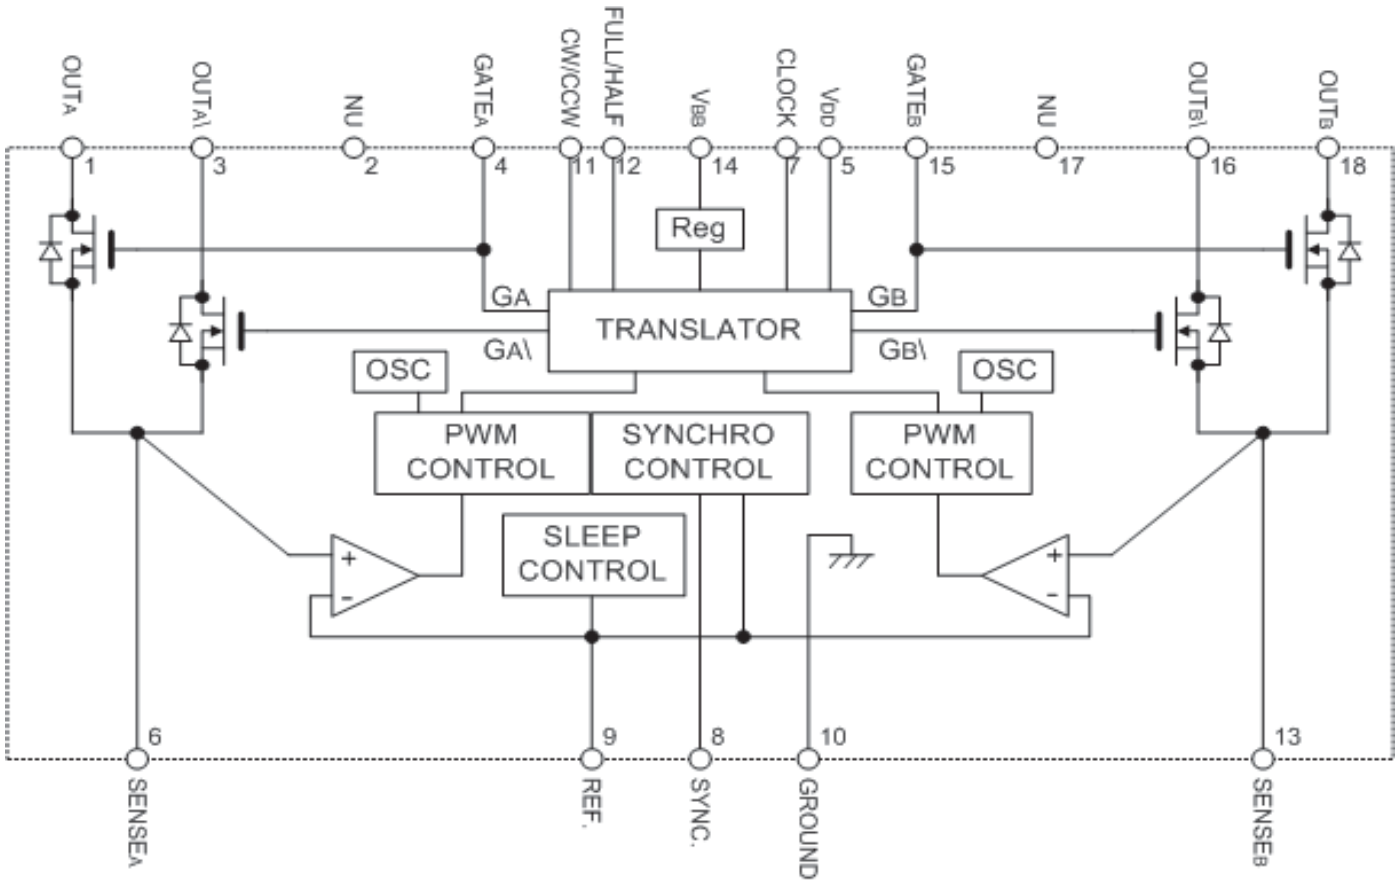 OUTA
OUTA\
NU
GATEA
CW/CCW
FULL/HALF
VBB
CLOCK
VDD
GATEB
NU
OUTB\
OUTB
1
3
2
4
11
12
14
7
5
15
17
16
18
Reg
GA
GB
TRANSLATOR
GA\
GB\
OSC
OSC
PWM
CONTROL
SYNCHRO
CONTROL
PWM
CONTROL
SLEEP
CONTROL
+
-
+
-
6
9
8
10
13
SENSEA
REF.
SYNC.
GROUND
SENSEB